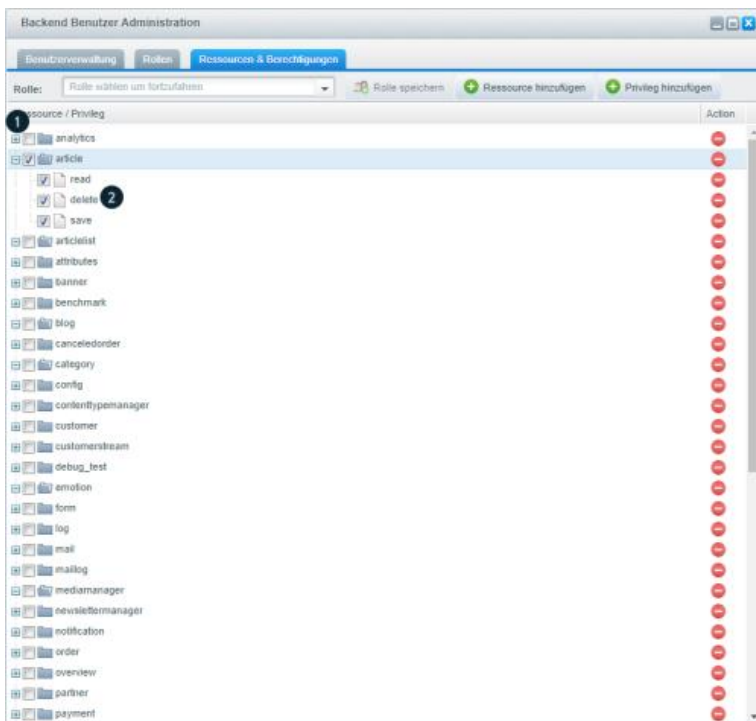 Backend Benutzer Administration
Benutzerverwaltung Rollen Ressourcen & Berechtigungen
Rolle: Rolle wählen um fortzufahren Rolle speichern Ressource hinzufügen Privileg hinzufügen
1 ssource / Privileg Action
analytics
article
read
delete 2
save
articlelist
attributes
banner
benchmark
blog
canceledorder
category
config
contenttypemanager
customer
customerstream
debug_test
emotion
form
log
mail
maillog
mediamanager
newslettermanager
notification
order
overview
partner
payment